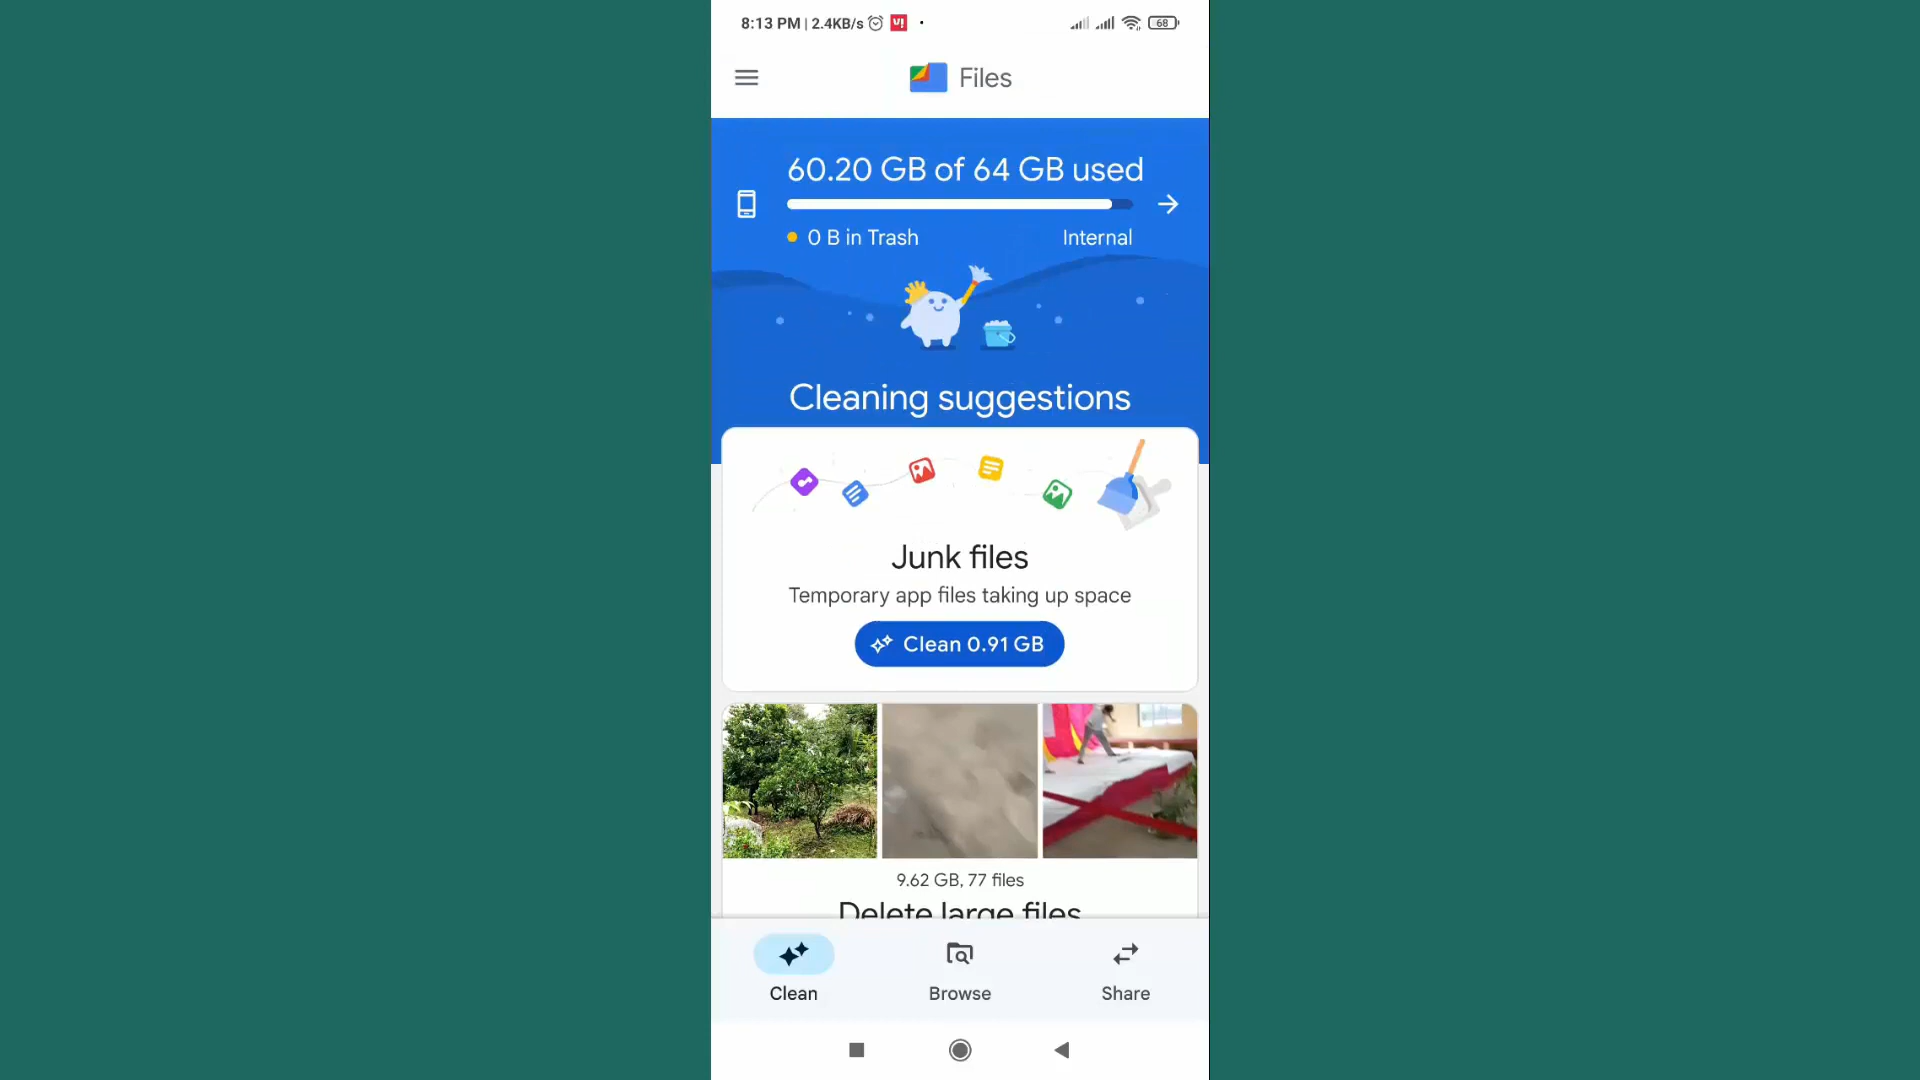 8:13 PM | 2.4KB/s
68
Files
60.20 GB of 64 GB used
0 B in Trash
Internal
Cleaning suggestions
Junk files
Temporary app files taking up space
Clean 0.91 GB
9.62 GB, 77 files
Delete large files
Clean
Browse
Share